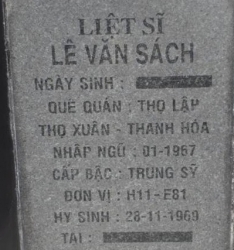 LIỆT SĨ
LÊ VĂN SÁCH
NGÀY SINH :
QUÊ QUÁN : THỌ LẬP
THỌ XUÂN - THANH HÓA
NHẬP NGŨ : 01-1967
CẤP BẬC : TRUNG SỸ
ĐƠN VỊ : H11-E81
HY SINH : 28-11-1969
TẠI :